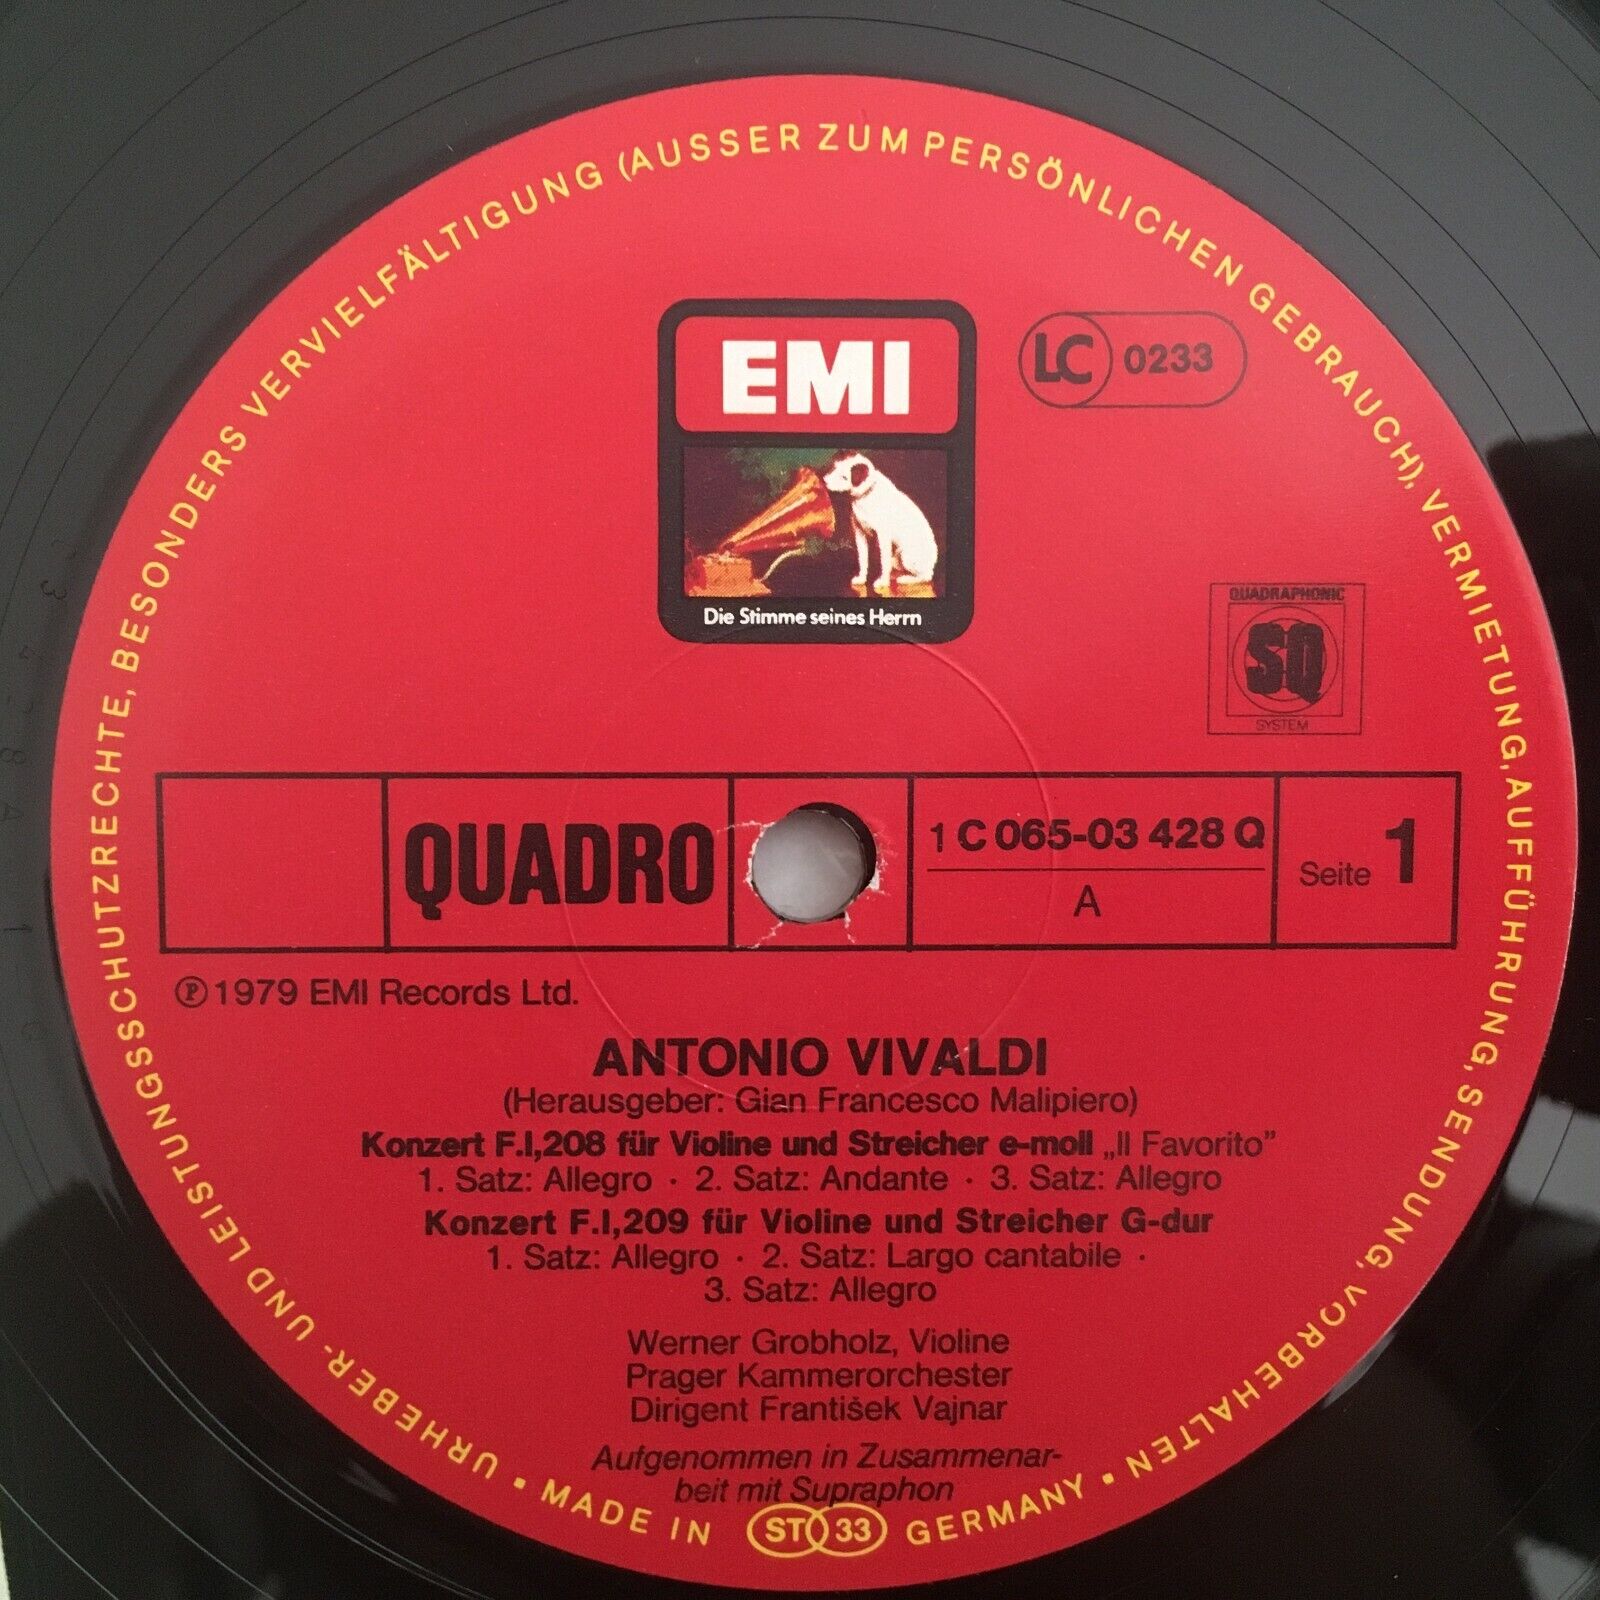 URHEBER- UND LEISTUNGSSCHUTZRECHTE, BESONDERS VERVIELFÄLTIGUNG (AUSSER ZUM PERSÖNLICHEN GEBRAUCH), VERMIETUNG, AUFFÜHRUNG, SENDUNG, VORBEHALTEN •
EMI
LC 0233
Die Stimme seines Herrn
QUADRAPHONIC
SQ
SYSTEM
QUADRO
1 C 065-03 428 Q
A
Seite 1
Ⓟ 1979 EMI Records Ltd.
ANTONIO VIVALDI
(Herausgeber: Gian Francesco Malipiero)
Konzert F.I,208 für Violine und Streicher e-moll „Il Favorito”
1. Satz: Allegro · 2. Satz: Andante · 3. Satz: Allegro
Konzert F.I,209 für Violine und Streicher G-dur
1. Satz: Allegro · 2. Satz: Largo cantabile ·
3. Satz: Allegro
Werner Grobholz, Violine
Prager Kammerorchester
Dirigent František Vajnar
Aufgenommen in Zusammenar-
beit mit Supraphon
• MADE IN ST 33 GERMANY